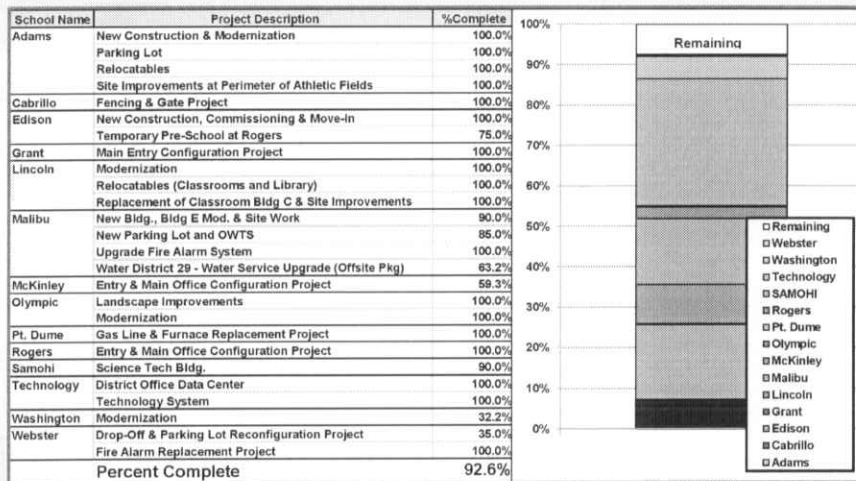 School Name Project Description %Complete
Adams New Construction & Modernization 100.0%
Parking Lot 100.0%
Relocatables 100.0%
Site Improvements at Perimeter of Athletic Fields 100.0%
Cabrillo Fencing & Gate Project 100.0%
Edison New Construction, Commissioning & Move-In 100.0%
Temporary Pre-School at Rogers 75.0%
Grant Main Entry Configuration Project 100.0%
Lincoln Modernization 100.0%
Relocatables (Classrooms and Library) 100.0%
Replacement of Classroom Bldg C & Site Improvements 100.0%
Malibu New Bldg., Bldg E Mod. & Site Work 90.0%
New Parking Lot and OWTS 85.0%
Upgrade Fire Alarm System 100.0%
Water District 29 - Water Service Upgrade (Offsite Pkg) 63.2%
McKinley Entry & Main Office Configuration Project 59.3%
Olympic Landscape Improvements 100.0%
Modernization 100.0%
Pt. Dume Gas Line & Furnace Replacement Project 100.0%
Rogers Entry & Main Office Configuration Project 100.0%
Samohi Science Tech Bldg. 90.0%
Technology District Office Data Center 100.0%
Technology System 100.0%
Washington Modernization 32.2%
Webster Drop-Off & Parking Lot Reconfiguration Project 35.0%
Fire Alarm Replacement Project 100.0%
Percent Complete 92.6%
100%
90%
80%
70%
60%
50%
40%
30%
20%
10%
0%
Remaining
Remaining
Webster
Washington
Technology
SAMOHI
Rogers
Pt. Dume
Olympic
McKinley
Malibu
Lincoln
Grant
Edison
Cabrillo
Adams